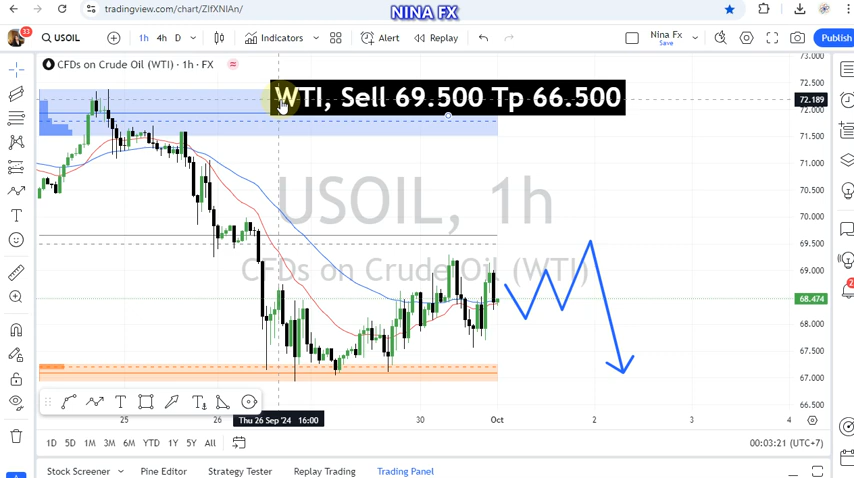 NINA FX
tradingview.com/chart/ZIfXNIAn/
33
USOIL
1h 4h D
Indicators
Alert
Replay
Nina Fx
Save
Publish
CFDs on Crude Oil (WTI) · 1h · FX
WTI, Sell 69.500 Tp 66.500
USOIL, 1h
CFDs on Crude Oil (WTI)
73.000
72.500
72.189
72.000
71.500
71.000
70.500
70.000
69.500
69.000
68.474
68.000
67.500
67.000
66.500
2
25
26
Thu 26 Sep '24 16:00
30
Oct
2
3
4
1D 5D 1M 3M 6M YTD 1Y 5Y All
00:03:21 (UTC+7)
Stock Screener
Pine Editor
Strategy Tester
Replay Trading
Trading Panel